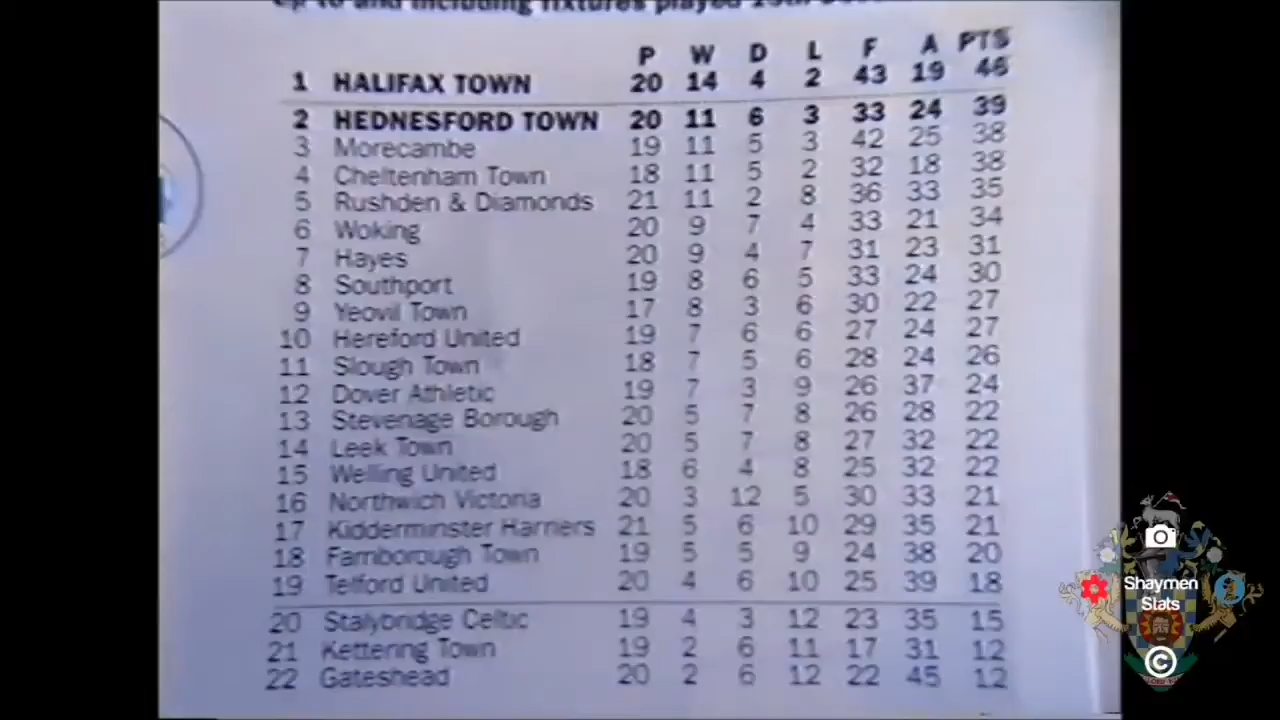 Up to and including fixtures played
P W D L F A PTS
1 HALIFAX TOWN 20 14 4 2 43 19 46
2 HEDNESFORD TOWN 20 11 6 3 33 24 39
3 Morecambe 19 11 5 3 42 25 38
4 Cheltenham Town 18 11 5 2 32 18 38
5 Rushden & Diamonds 21 11 2 8 36 33 35
6 Woking 20 9 7 4 33 21 34
7 Hayes 20 9 4 7 31 23 31
8 Southport 19 8 6 5 33 24 30
9 Yeovil Town 17 8 3 6 30 22 27
10 Hereford United 19 7 6 6 27 24 27
11 Slough Town 18 7 5 6 28 24 26
12 Dover Athletic 19 7 3 9 26 37 24
13 Stevenage Borough 20 5 7 8 26 28 22
14 Leek Town 20 5 7 8 27 32 22
15 Welling United 18 6 4 8 25 32 22
16 Northwich Victoria 20 3 12 5 30 33 21
17 Kidderminster Harriers 21 5 6 10 29 35 21
18 Farnborough Town 19 5 5 9 24 38 20
19 Telford United 20 4 6 10 25 39 18
20 Stalybridge Celtic 19 4 3 12 23 35 15
21 Kettering Town 19 2 6 11 17 31 12
22 Gateshead 20 2 6 12 22 45 12
Shaymen
Stats
©